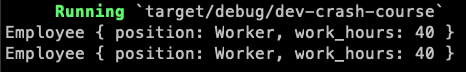 Running `target/debug/dev-crash-course`
Employee { position: Worker, work_hours: 40 }
Employee { position: Worker, work_hours: 40 }